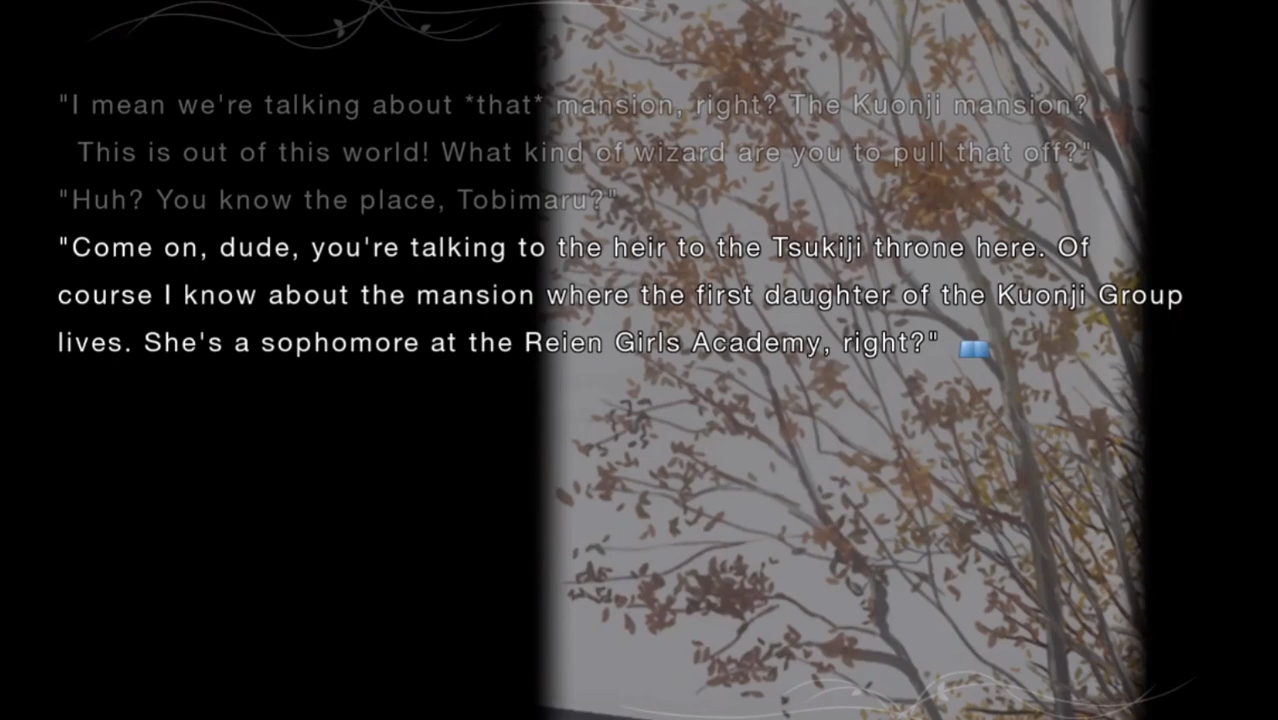 "I mean we're talking about *that* mansion, right? The Kuonji mansion?
This is out of this world! What kind of wizard are you to pull that off?"
"Huh? You know the place, Tobimaru?"
"Come on, dude, you're talking to the heir to the Tsukiji throne here. Of
course I know about the mansion where the first daughter of the Kuonji Group
lives. She's a sophomore at the Reien Girls Academy, right?"